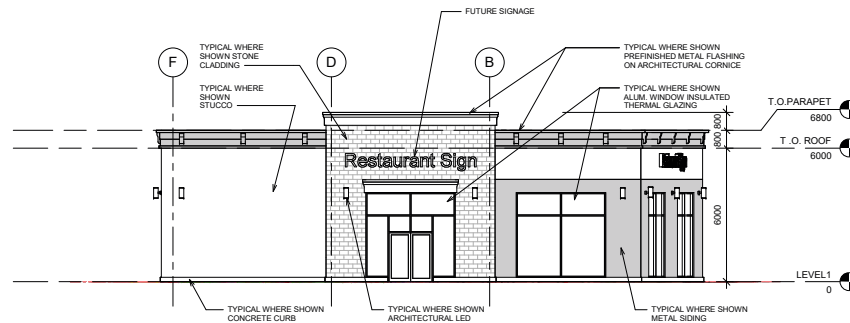 FUTURE SIGNAGE
F
D
B
TYPICAL WHERE
SHOWN STONE
CLADDING
TYPICAL WHERE SHOWN
PREFINISHED METAL FLASHING
ON ARCHITECTURAL CORNICE
TYPICAL WHERE
SHOWN
STUCCO
TYPICAL WHERE SHOWN
ALUM. WINDOW INSULATED
THERMAL GLAZING
T.O.PARAPET
6800
800
800
T .O. ROOF
6000
Restaurant Sign
6000
LEVEL1
0
TYPICAL WHERE SHOWN
CONCRETE CURB
TYPICAL WHERE SHOWN
ARCHITECTURAL LED
TYPICAL WHERE SHOWN
METAL SIDING